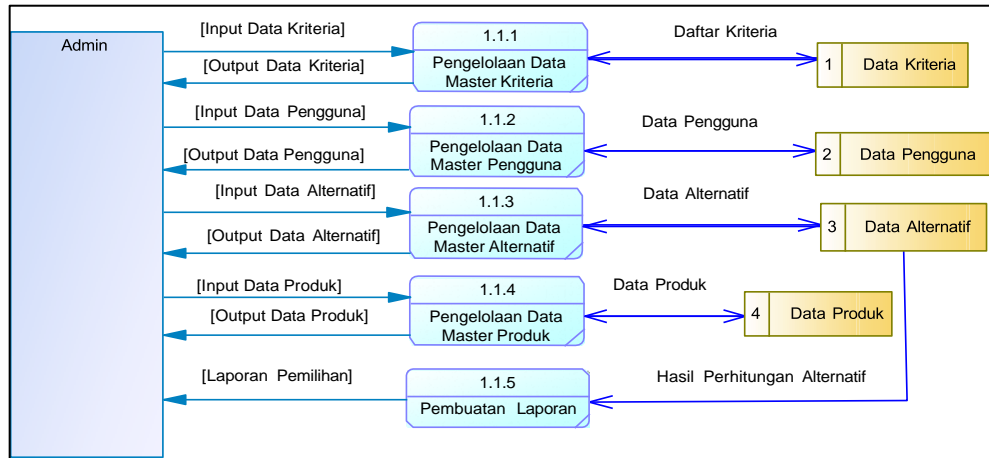 Admin
[Input Data Kriteria]
1.1.1
Daftar Kriteria
[Output Data Kriteria]
Pengelolaan Data
Master Kriteria
1 Data Kriteria
[Input Data Pengguna]
1.1.2
Data Pengguna
[Output Data Pengguna]
Pengelolaan Data
Master Pengguna
2 Data Pengguna
[Input Data Alternatif]
1.1.3
Data Alternatif
[Output Data Alternatif]
Pengelolaan Data
Master Alternatif
3 Data Alternatif
[Input Data Produk]
1.1.4
Data Produk
[Output Data Produk]
Pengelolaan Data
Master Produk
4 Data Produk
[Laporan Pemilihan]
1.1.5
Pembuatan Laporan
Hasil Perhitungan Alternatif